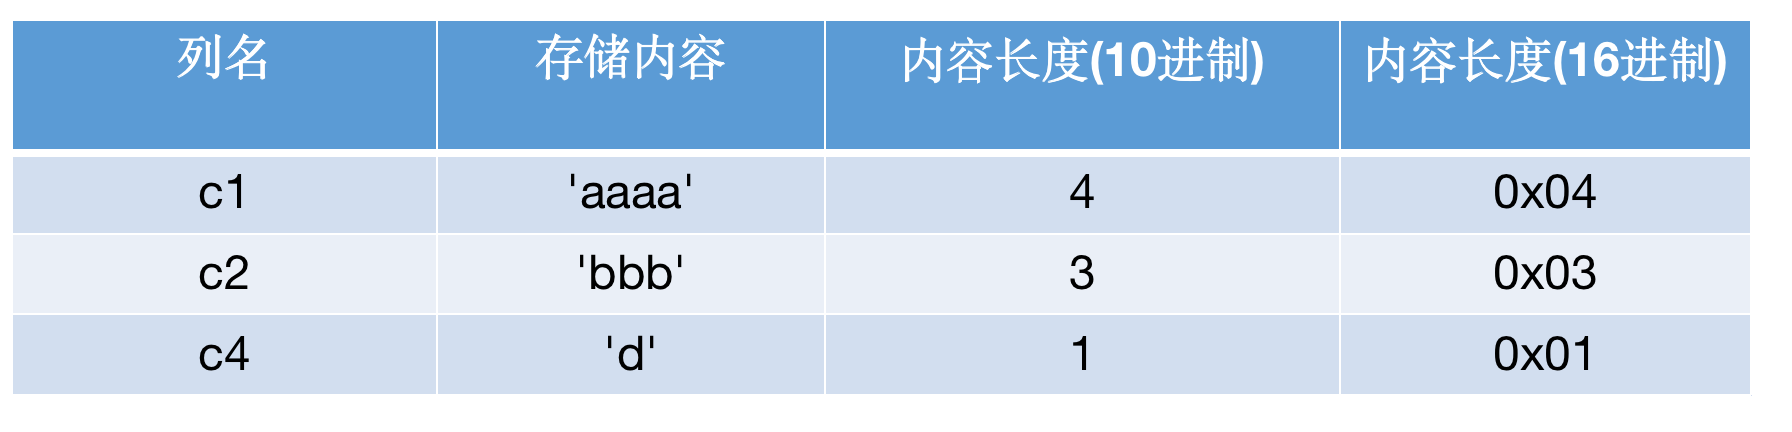 列名 存储内容 内容长度(10进制) 内容长度(16进制)
c1 'aaaa' 4 0x04
c2 'bbb' 3 0x03
c4 'd' 1 0x01